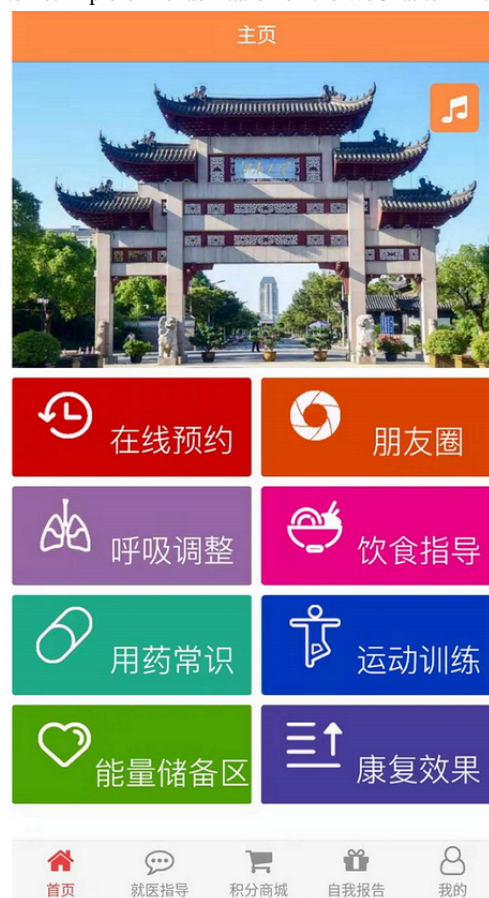 主页
在线预约
朋友圈
呼吸调整
饮食指导
用药常识
运动训练
能量储备区
康复效果
首页
就医指导
积分商城
自我报告
我的